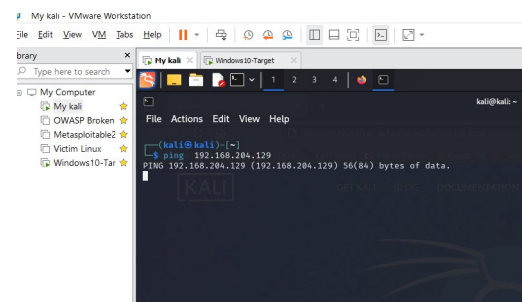 My kali - VMware Workstation
File Edit View VM Tabs Help
Library
Type here to search
My Computer
My kali
OWASP Broken
Metasploitable2
Victim Linux
Windows10-Tar
My kali
Windows10-Target
1 2 3 4
kali@kali: ~
File Actions Edit View Help
(kali㉿kali)-[~]
$ ping 192.168.204.129
PING 192.168.204.129 (192.168.204.129) 56(84) bytes of data.
KALI
GET KALI BLOG DOCUMENTATION